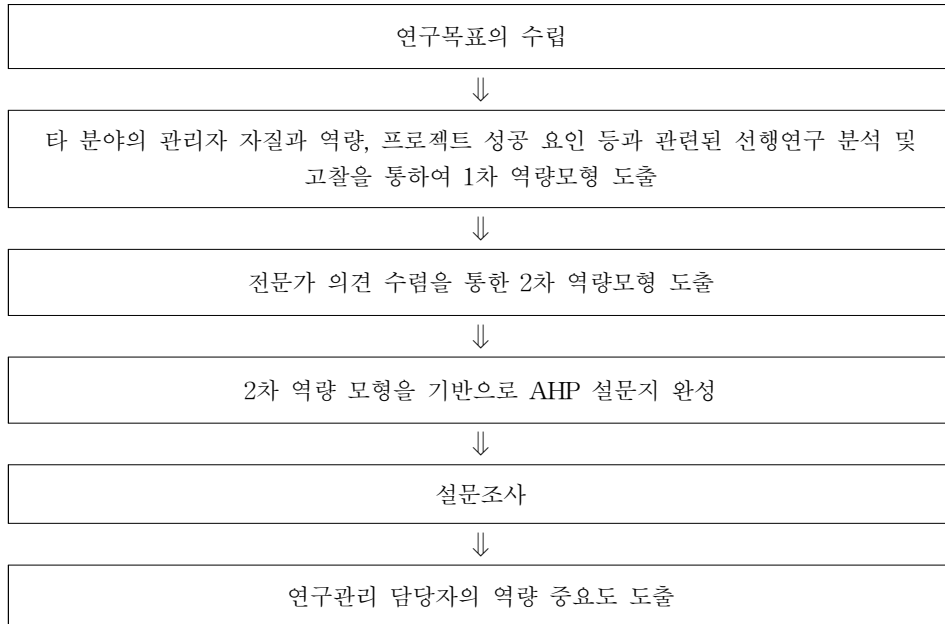 연구목표의 수립
⇓
타 분야의 관리자 자질과 역량, 프로젝트 성공 요인 등과 관련된 선행연구 분석 및
고찰을 통하여 1차 역량모형 도출
⇓
전문가 의견 수렴을 통한 2차 역량모형 도출
⇓
2차 역량 모형을 기반으로 AHP 설문지 완성
⇓
설문조사
⇓
연구관리 담당자의 역량 중요도 도출